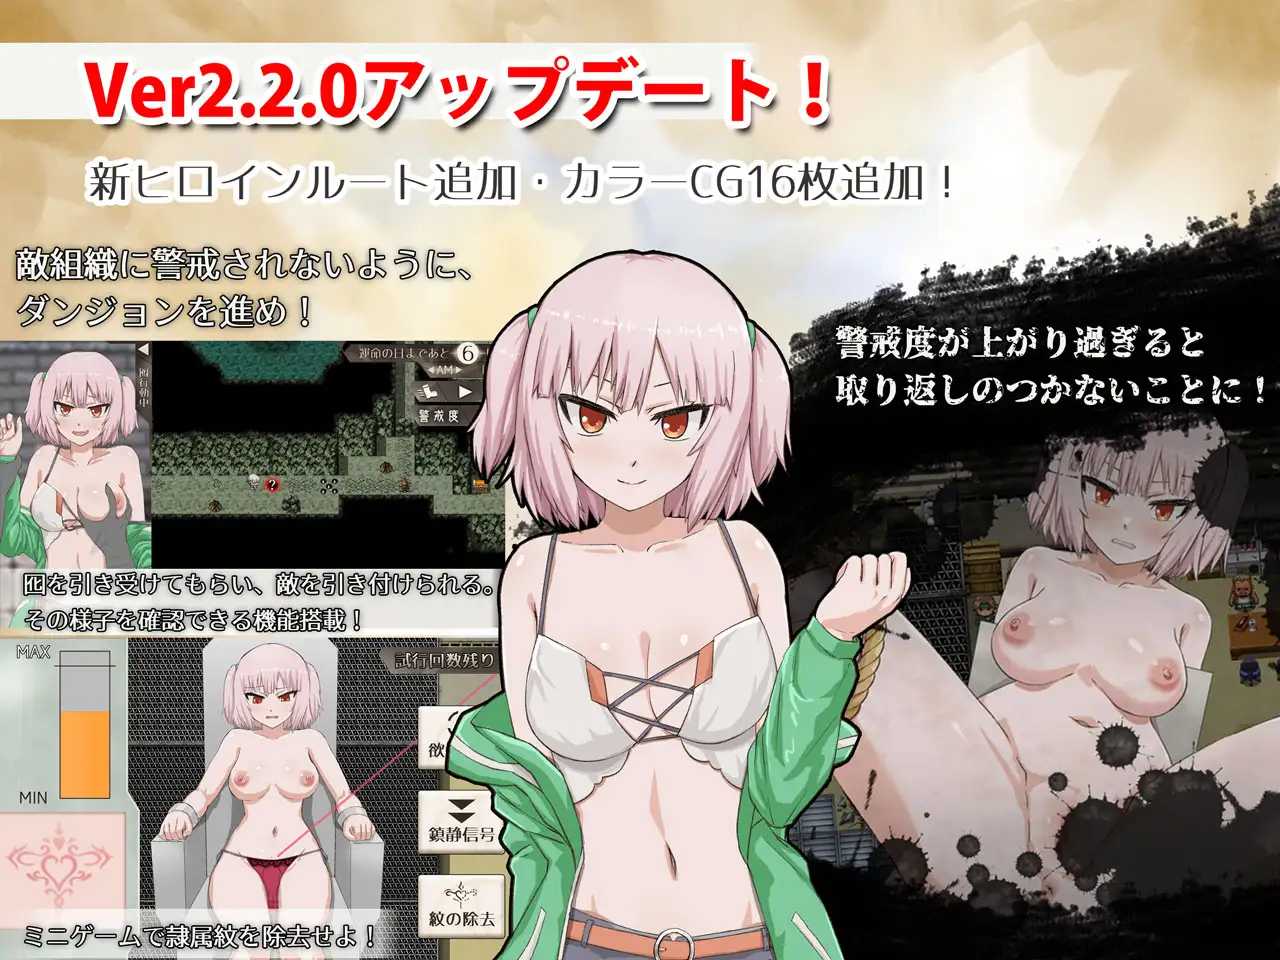 Ver2.2.0アップデート！
新ヒロインルート追加・カラーCG16枚追加！
敵組織に警戒されないように、
ダンジョンを進め！
警戒度が上がり過ぎると
取り返しのつかないことに！
運命の日まであと 6
AM
警戒度
囮を引き受けてもらい、敵を引き付けられる。
その様子を確認できる機能搭載！
MAX
MIN
試行回数残り
欲
鎮静信号
紋の除去
ミニゲームで隷属紋を除去せよ！